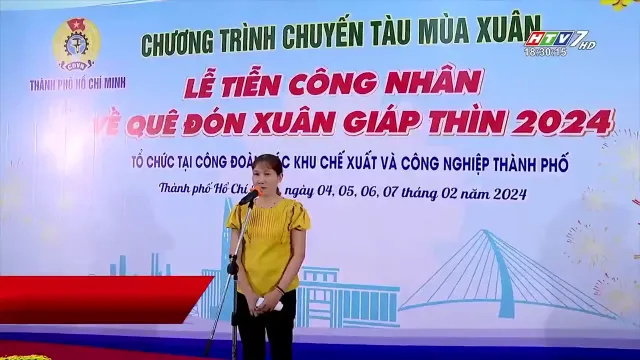 CHƯƠNG TRÌNH CHUYẾN TÀU MÙA XUÂN
HTV7 HD
18:30:15
THÀNH PHỐ HỒ CHÍ MINH
LỄ TIỄN CÔNG NHÂN
VỀ QUÊ ĐÓN XUÂN GIÁP THÌN 2024
TỔ CHỨC TẠI CÔNG ĐOÀN KHU CHẾ XUẤT VÀ CÔNG NGHIỆP THÀNH PHỐ
Thành phố Hồ Chí ngày 04, 05, 06, 07 tháng 02 năm 2024